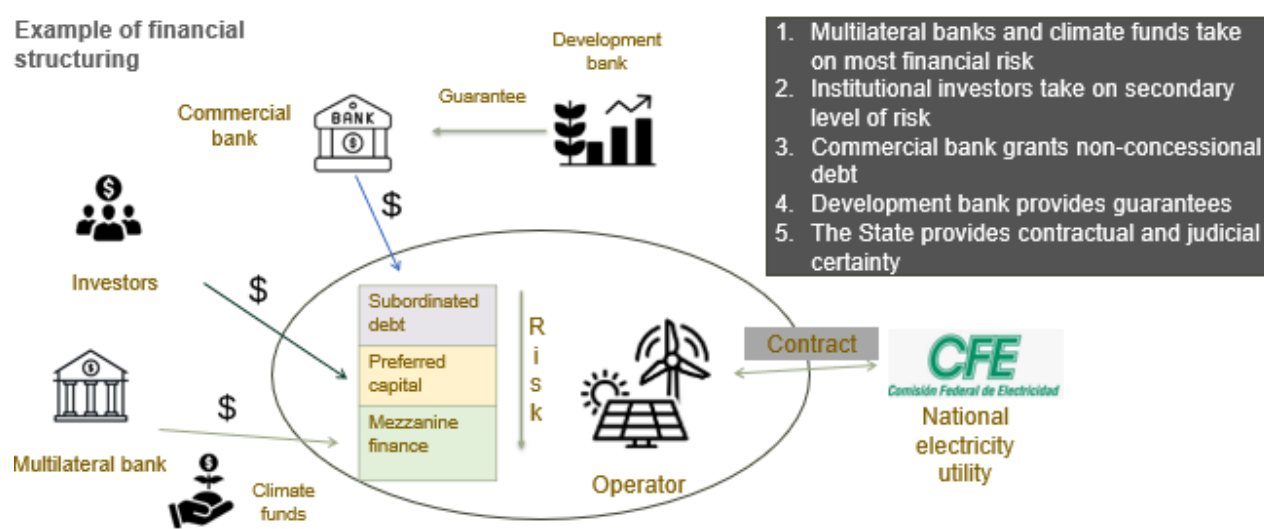 Example of financial
structuring
Development
bank
Guarantee
Commercial
bank
BANK
$
$
$
Investors
$
Multilateral bank
$
$
Climate
funds
$
Subordinated
debt
Preferred
capital
Mezzanine
finance
Risk
Operator
Contract
CFE
Comisión Federal de Electricidad
National
electricity
utility
1. Multilateral banks and climate funds take
on most financial risk
2. Institutional investors take on secondary
level of risk
3. Commercial bank grants non-concessional
debt
4. Development bank provides guarantees
5. The State provides contractual and judicial
certainty